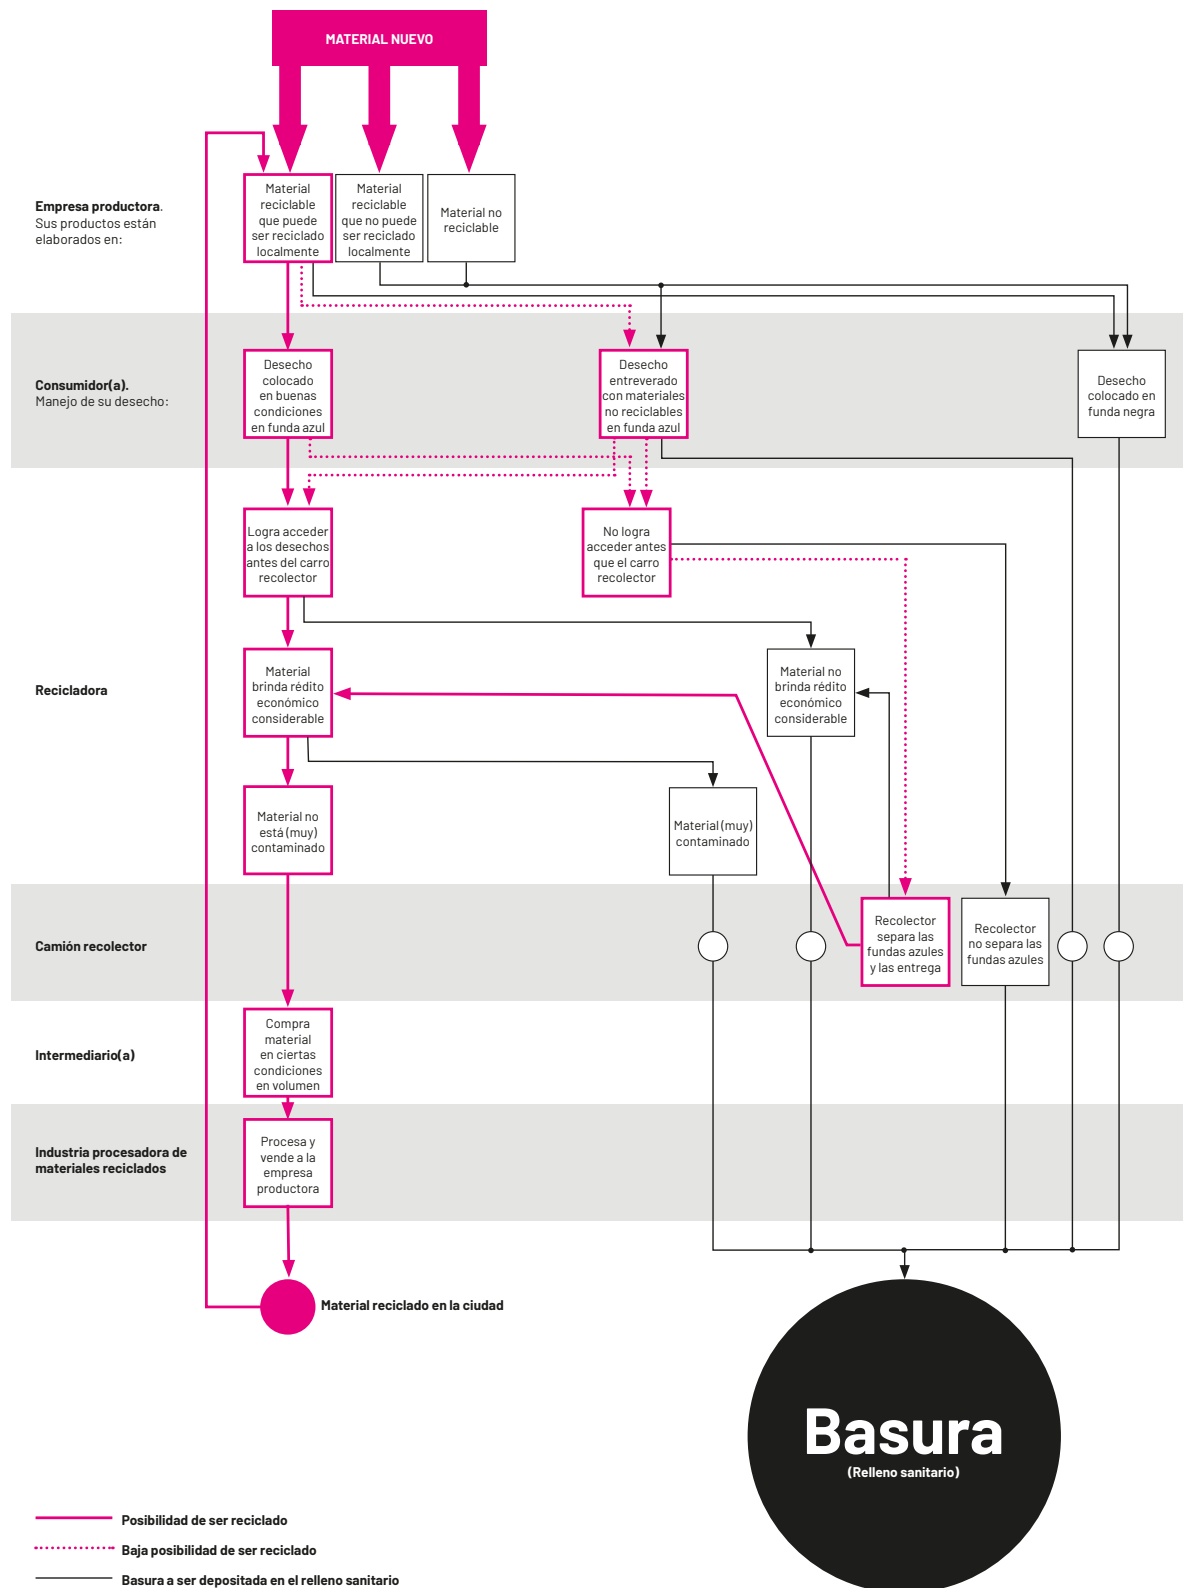 MATERIAL NUEVO
Empresa productora.
Sus productos están
elaborados en:
Material
reciclable
que puede
ser reciclado
localmente
Material
reciclable
que no puede
ser reciclado
localmente
Material no
reciclable
Consumidor(a).
Manejo de su desecho:
Desecho
colocado
en buenas
condiciones
en funda azul
Desecho
entreverado
con materiales
no reciclables
en funda azul
Desecho
colocado en
funda negra
Logra acceder
a los desechos
antes del carro
recolector
No logra
acceder antes
que el carro
recolector
Recicladora
Material
brinda rédito
económico
considerable
Material no
brinda rédito
económico
considerable
Material no
está (muy)
contaminado
Material (muy)
contaminado
Camión recolector
Recolector
separa las
fundas azules
y las entrega
Recolector
no separa las
fundas azules
Intermediario(a)
Compra
material
en ciertas
condiciones
en volumen
Industria procesadora de
materiales reciclados
Procesa y
vende a la
empresa
productora
Material reciclado en la ciudad
Basura
(Relleno sanitario)
Posibilidad de ser reciclado
Baja posibilidad de ser reciclado
Basura a ser depositada en el relleno sanitario